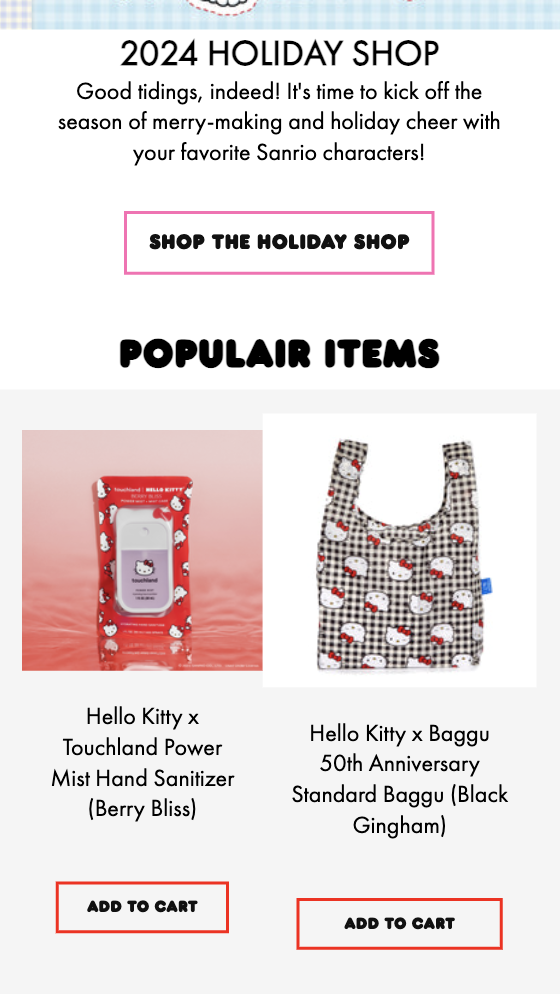 2024 HOLIDAY SHOP
Good tidings, indeed! It's time to kick off the
season of merry-making and holiday cheer with
your favorite Sanrio characters!
SHOP THE HOLIDAY SHOP
POPULAIR ITEMS
touchland | HELLO KITTY
BERRY BLISS
POWER MIST
touchland
Hello Kitty x
Touchland Power
Mist Hand Sanitizer
(Berry Bliss)
ADD TO CART
Hello Kitty x Baggu
50th Anniversary
Standard Baggu (Black
Gingham)
ADD TO CART